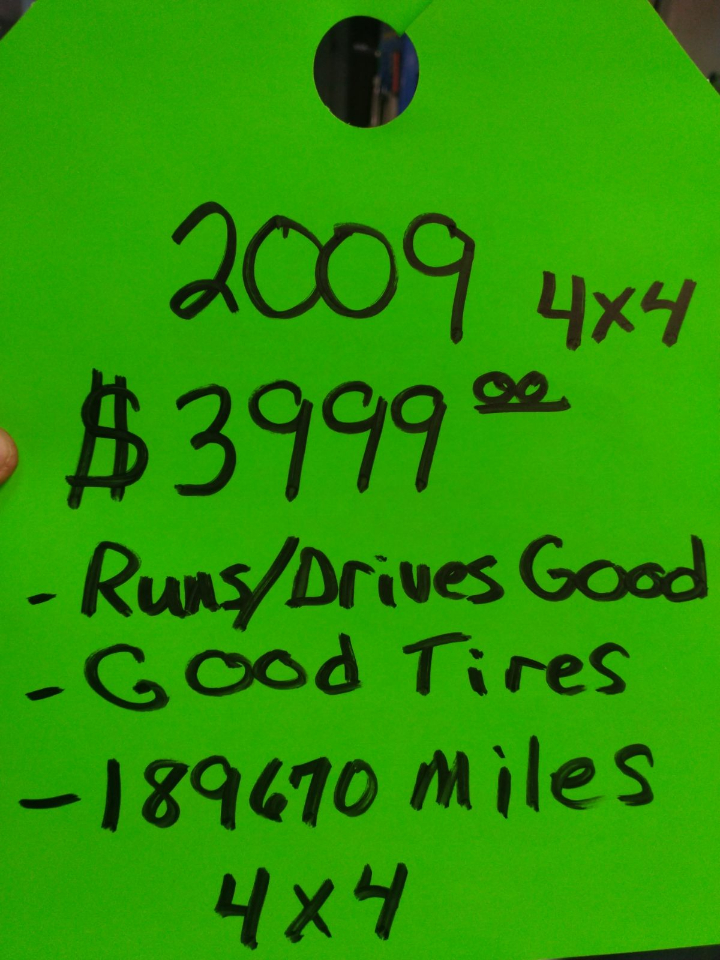 2009 4x4
$3999.00
- Runs/Drives Good
- Good Tires
- 189670 Miles
4x4